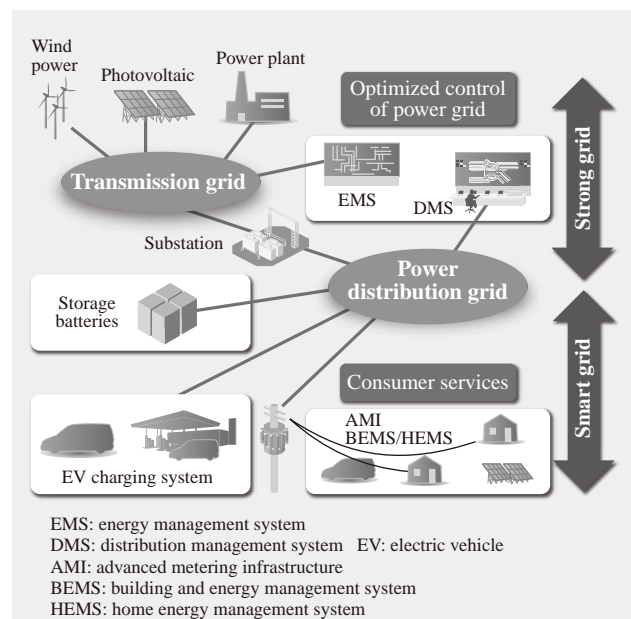 Wind
power
Photovoltaic
Power plant
Optimized control
of power grid
Transmission grid
EMS
DMS
Strong grid
Substation
Power
distribution grid
Storage
batteries
Consumer services
Smart grid
AMI
BEMS/HEMS
EV charging system
EMS: energy management system
DMS: distribution management system EV: electric vehicle
AMI: advanced metering infrastructure
BEMS: building and energy management system
HEMS: home energy management system